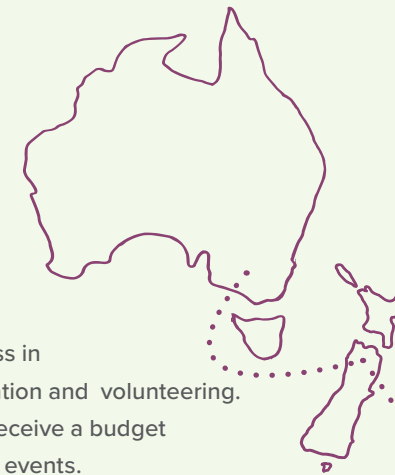 ss in
tion and volunteering.
eceive a budget
events.